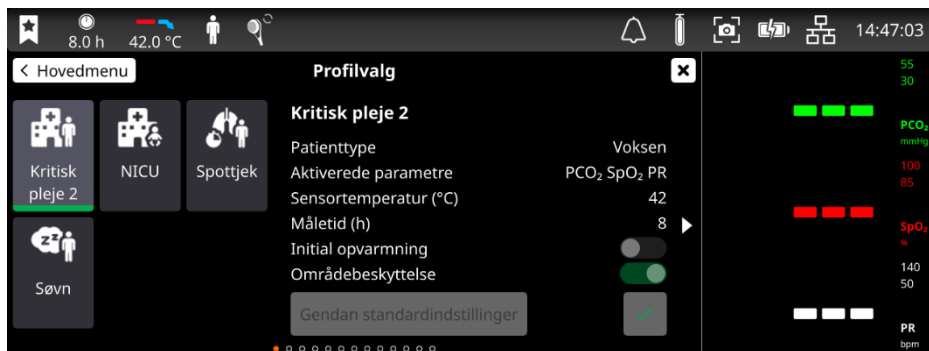 8.0 h
42.0 °C
14:47:03
Hovedmenu
Profilvalg
Kritisk pleje 2
NICU
Spottjek
Søvn
Kritisk pleje 2
Patienttype Voksen
Aktiverede parametre PCO₂ SpO₂ PR
Sensortemperatur (°C) 42
Måletid (h) 8
Initial opvarmning
Områdebeskyttelse
Gendan standardindstillinger
55
30
PCO₂
mmHg
100
85
SpO₂
%
140
50
PR
bpm